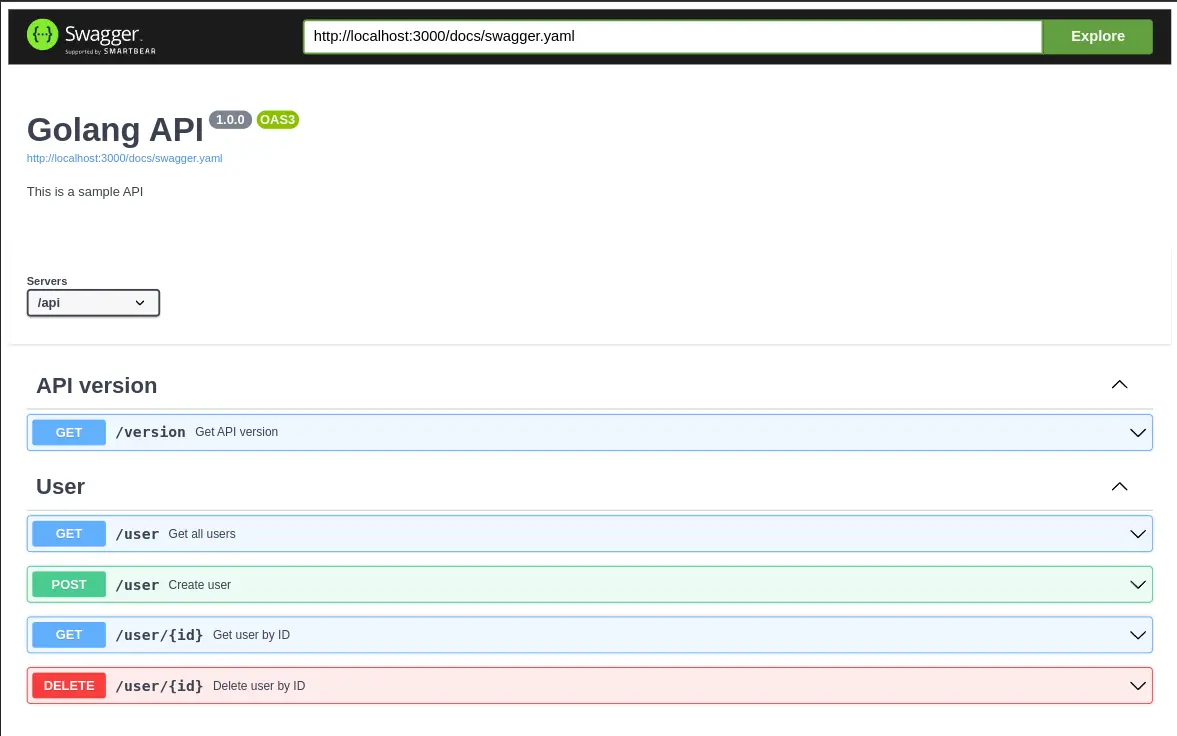 {···} Swagger.
Supported by SMARTBEAR
http://localhost:3000/docs/swagger.yaml
Explore
Golang API 1.0.0 OAS3
http://localhost:3000/docs/swagger.yaml
This is a sample API
Servers
/api
API version
GET /version Get API version
User
GET /user Get all users
POST /user Create user
GET /user/{id} Get user by ID
DELETE /user/{id} Delete user by ID